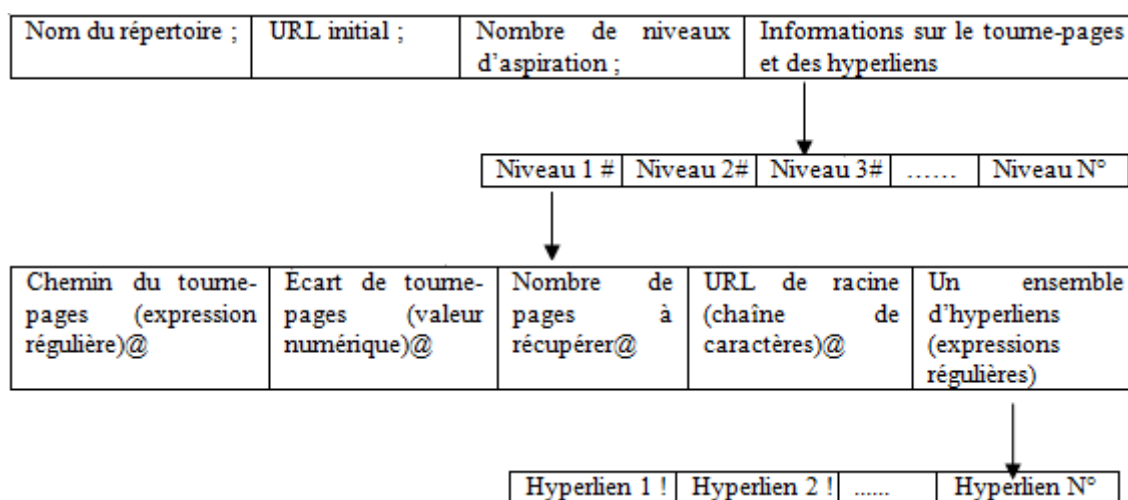 Nom du répertoire ; URL initial ; Nombre de niveaux Informations sur le tourne-pages
d'aspiration ; et des hyperliens
Niveau 1 # Niveau 2# Niveau 3# ...... Niveau N°
Chemin du tourne- Écart de tourne- Nombre de URL de racine Un ensemble
pages (expression pages (valeur pages à (chaîne de d'hyperliens
régulière)@ numérique)@ récupérer@ caractères)@ (expressions
régulières)
Hyperlien 1 ! Hyperlien 2 ! ...... Hyperlien N°